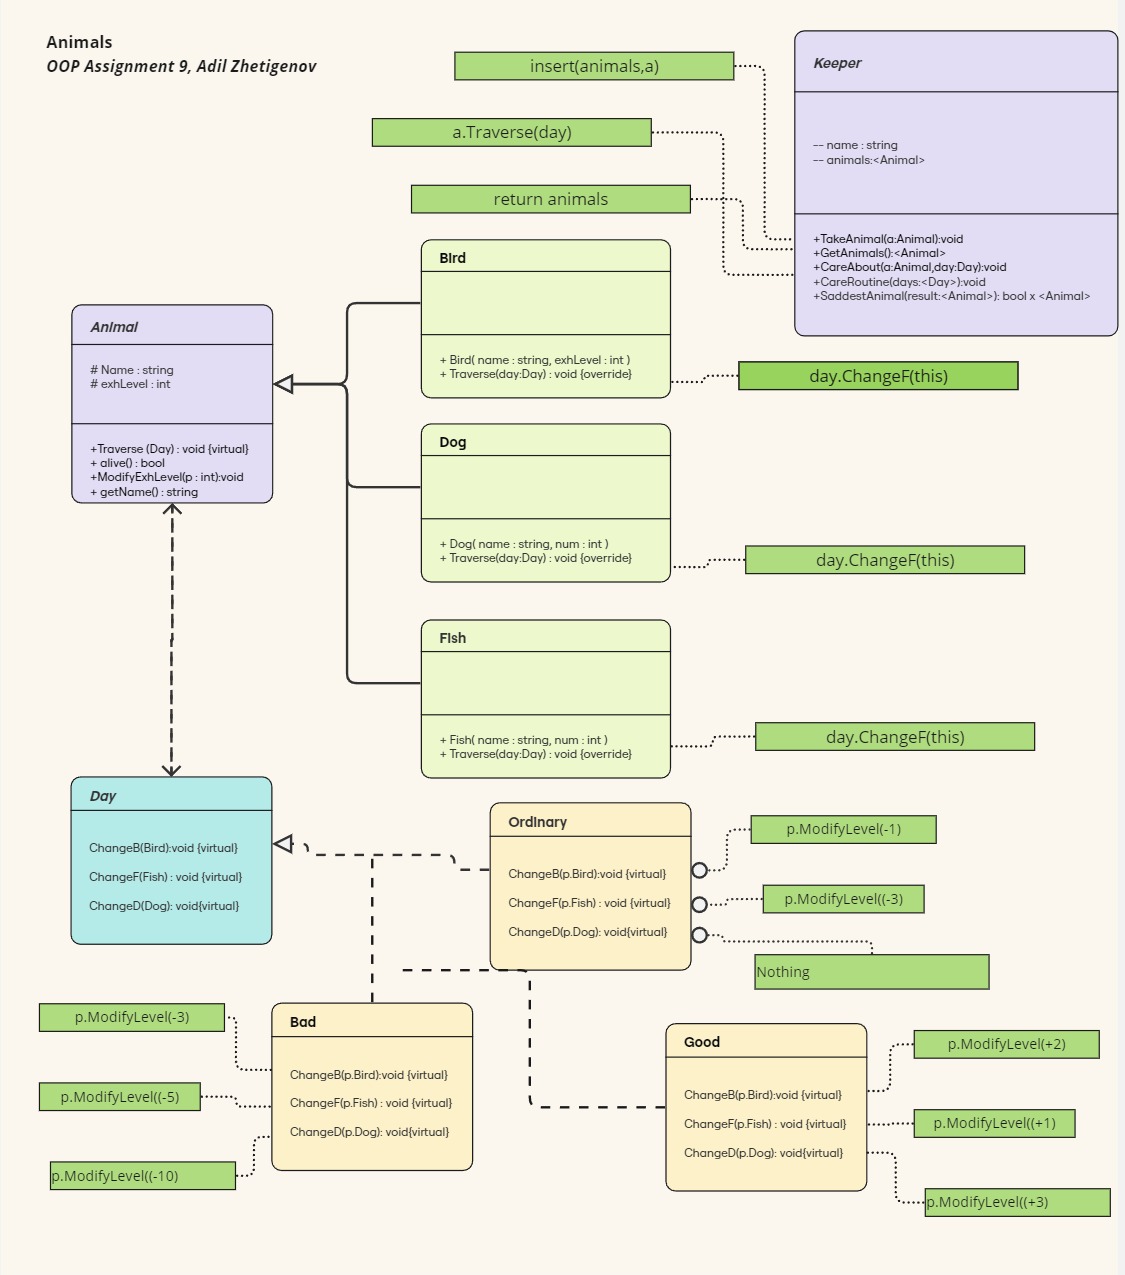 Animals
OOP Assignment 9, Adil Zhetigenov
insert(animals,a)
a.Traverse(day)
return animals
Keeper
-- name : string
-- animals:<Animal>
+TakeAnimal(a:Animal):void
+GetAnimals():<Animal>
+CareAbout(a:Animal,day:Day):void
+CareRoutine(days:<Day>):void
+SaddestAnimal(result:<Animal>): bool x <Animal>
Animal
# Name : string
# exhLevel : int
+Traverse (Day) : void {virtual}
+ alive() : bool
+ModifyExhLevel(p : int):void
+ getName() : string
Bird
+ Bird( name : string, exhLevel : int )
+ Traverse(day:Day) : void {override}
day.ChangeF(this)
Dog
+ Dog( name : string, num : int )
+ Traverse(day:Day) : void {override}
day.ChangeF(this)
Fish
+ Fish( name : string, num : int )
+ Traverse(day:Day) : void {override}
day.ChangeF(this)
Day
ChangeB(Bird):void {virtual}
ChangeF(Fish) : void {virtual}
ChangeD(Dog): void{virtual}
Ordinary
ChangeB(p.Bird):void {virtual}
ChangeF(p.Fish) : void {virtual}
ChangeD(p.Dog): void{virtual}
p.ModifyLevel(-1)
p.ModifyLevel((-3)
Nothing
p.ModifyLevel(-3)
p.ModifyLevel((-5)
p.ModifyLevel((-10)
Bad
ChangeB(p.Bird):void {virtual}
ChangeF(p.Fish) : void {virtual}
ChangeD(p.Dog): void{virtual}
Good
ChangeB(p.Bird):void {virtual}
ChangeF(p.Fish) : void {virtual}
ChangeD(p.Dog): void{virtual}
p.ModifyLevel(+2)
p.ModifyLevel((+1)
p.ModifyLevel((+3)